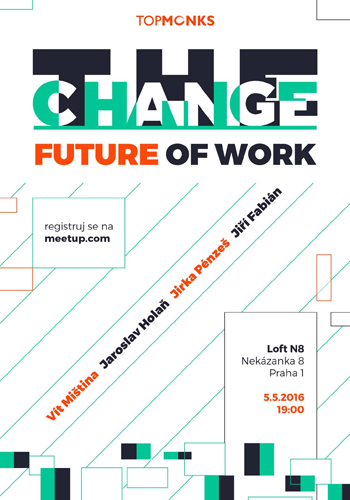 TOPMONKS
THE
CHANGE
FUTURE OF WORK
registruj se na
meetup.com
Vít Miština Jaroslav Holaň Jirka Pénzeš Jiří Fabián
Loft N8
Nekázanka 8
Praha 1
5.5.2016
19:00